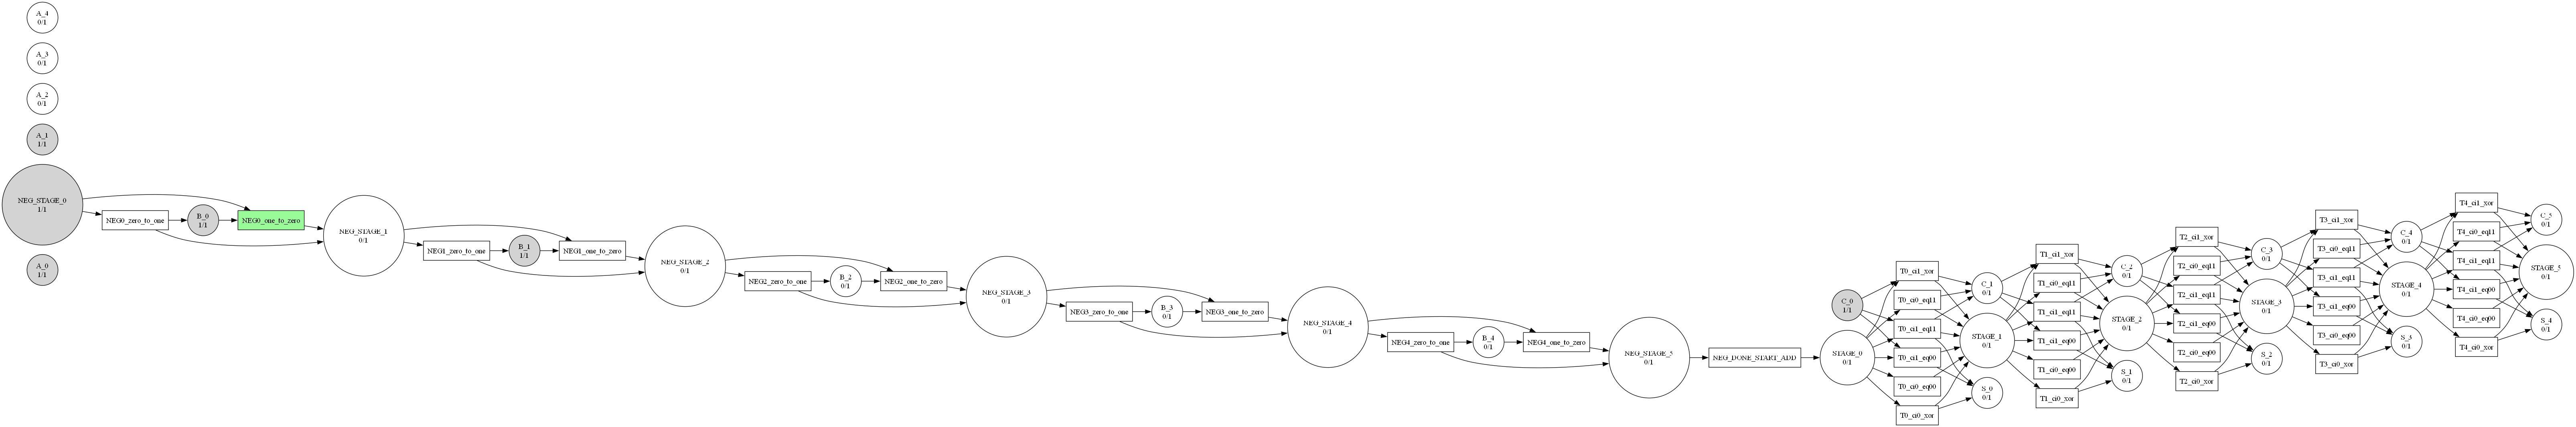 A_4
0/1
A_3
0/1
A_2
0/1
A_1
1/1
NEG_STAGE_0
1/1
A_0
1/1
NEG0_zero_to_one
B_0
1/1
NEG0_one_to_zero
NEG_STAGE_1
0/1
NEG1_zero_to_one
B_1
1/1
NEG1_one_to_zero
NEG_STAGE_2
0/1
NEG2_zero_to_one
B_2
0/1
NEG2_one_to_zero
NEG_STAGE_3
0/1
NEG3_zero_to_one
B_3
0/1
NEG3_one_to_zero
NEG_STAGE_4
0/1
NEG4_zero_to_one
B_4
0/1
NEG4_one_to_zero
NEG_STAGE_5
0/1
NEG_DONE_START_ADD
C_0
1/1
STAGE_0
0/1
T0_ci1_xor
T0_ci0_eq11
T0_ci1_eq11
T0_ci1_eq00
T0_ci0_eq00
T0_ci0_xor
C_1
0/1
STAGE_1
0/1
S_0
0/1
T1_ci1_xor
T1_ci0_eq11
T1_ci1_eq11
T1_ci1_eq00
T1_ci0_eq00
T1_ci0_xor
C_2
0/1
STAGE_2
0/1
S_1
0/1
T2_ci1_xor
T2_ci0_eq11
T2_ci1_eq11
T2_ci1_eq00
T2_ci0_eq00
T2_ci0_xor
C_3
0/1
STAGE_3
0/1
S_2
0/1
T3_ci1_xor
T3_ci0_eq11
T3_ci1_eq11
T3_ci1_eq00
T3_ci0_eq00
T3_ci0_xor
C_4
0/1
STAGE_4
0/1
S_3
0/1
T4_ci1_xor
T4_ci0_eq11
T4_ci1_eq11
T4_ci1_eq00
T4_ci0_eq00
T4_ci0_xor
C_5
0/1
STAGE_5
0/1
S_4
0/1